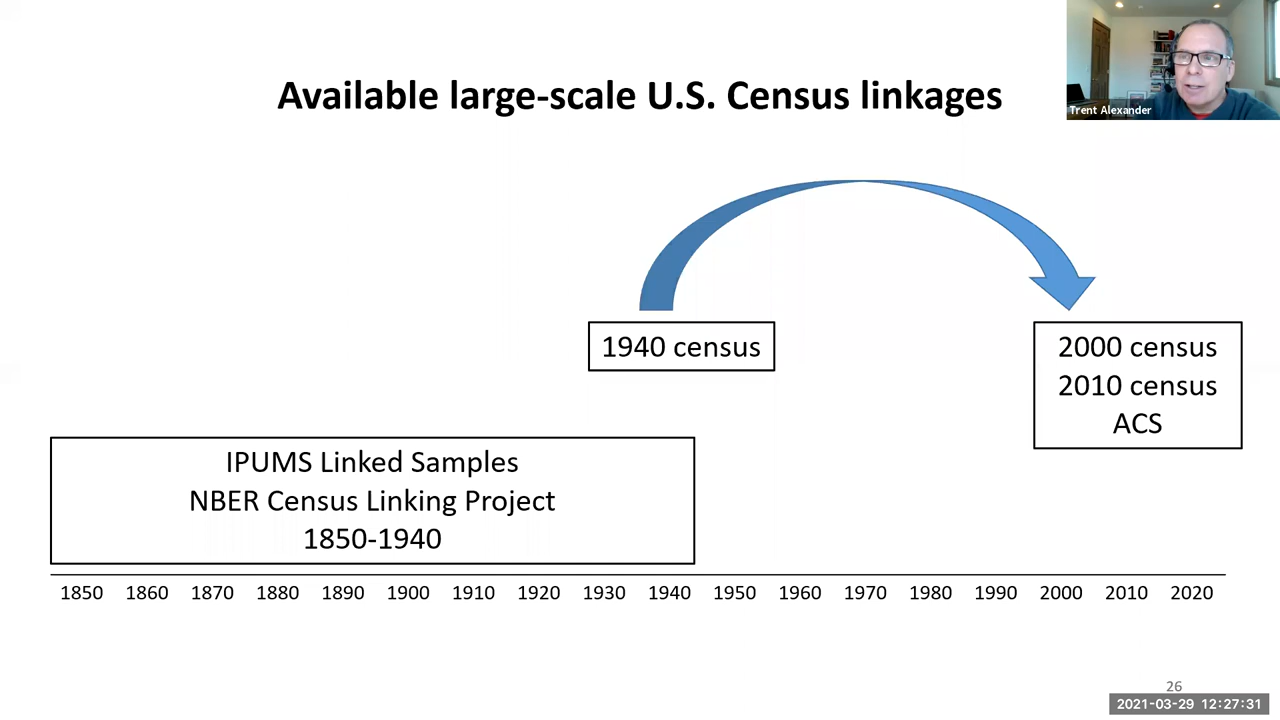 Available large-scale U.S. Census linkages
Trent Alexander
1940 census
2000 census
2010 census
ACS
IPUMS Linked Samples
NBER Census Linking Project
1850-1940
1850 1860 1870 1880 1890 1900 1910 1920 1930 1940 1950 1960 1970 1980 1990 2000 2010 2020
26
2021-03-29 12:27:31